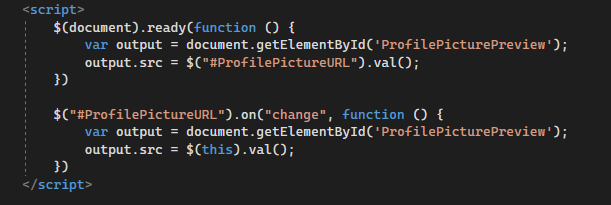 <script>
$(document).ready(function () {
var output = document.getElementById('ProfilePicturePreview');
output.src = $("#ProfilePictureURL").val();
})
$("#ProfilePictureURL").on("change", function () {
var output = document.getElementById('ProfilePicturePreview');
output.src = $(this).val();
})
</script>